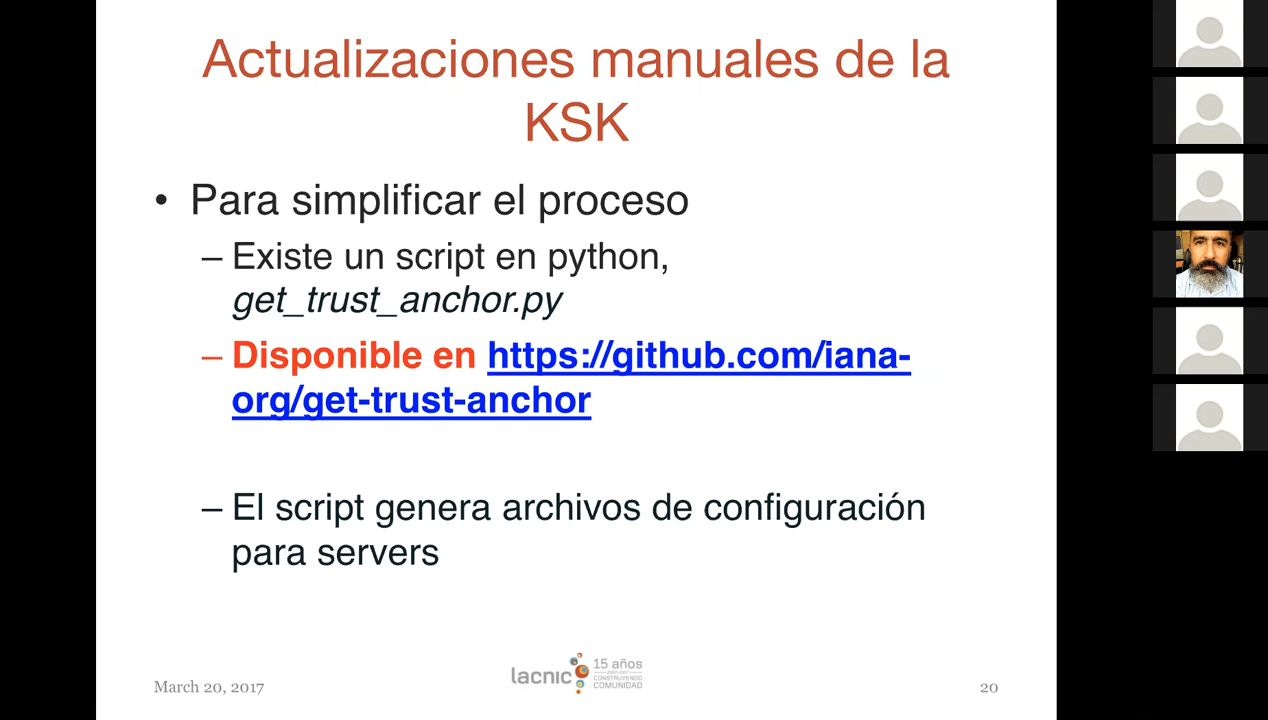 Actualizaciones manuales de la
KSK
• Para simplificar el proceso
– Existe un script en python,
get_trust_anchor.py
– Disponible en https://github.com/iana-
org/get-trust-anchor
– El script genera archivos de configuración
para servers
March 20, 2017
lacnic
15 años
2002-2017
CONSTRUYENDO
COMUNIDAD
20